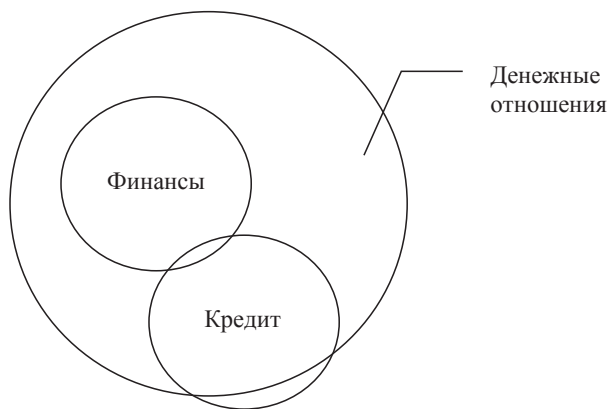 Денежные
отношения
Финансы
Кредит